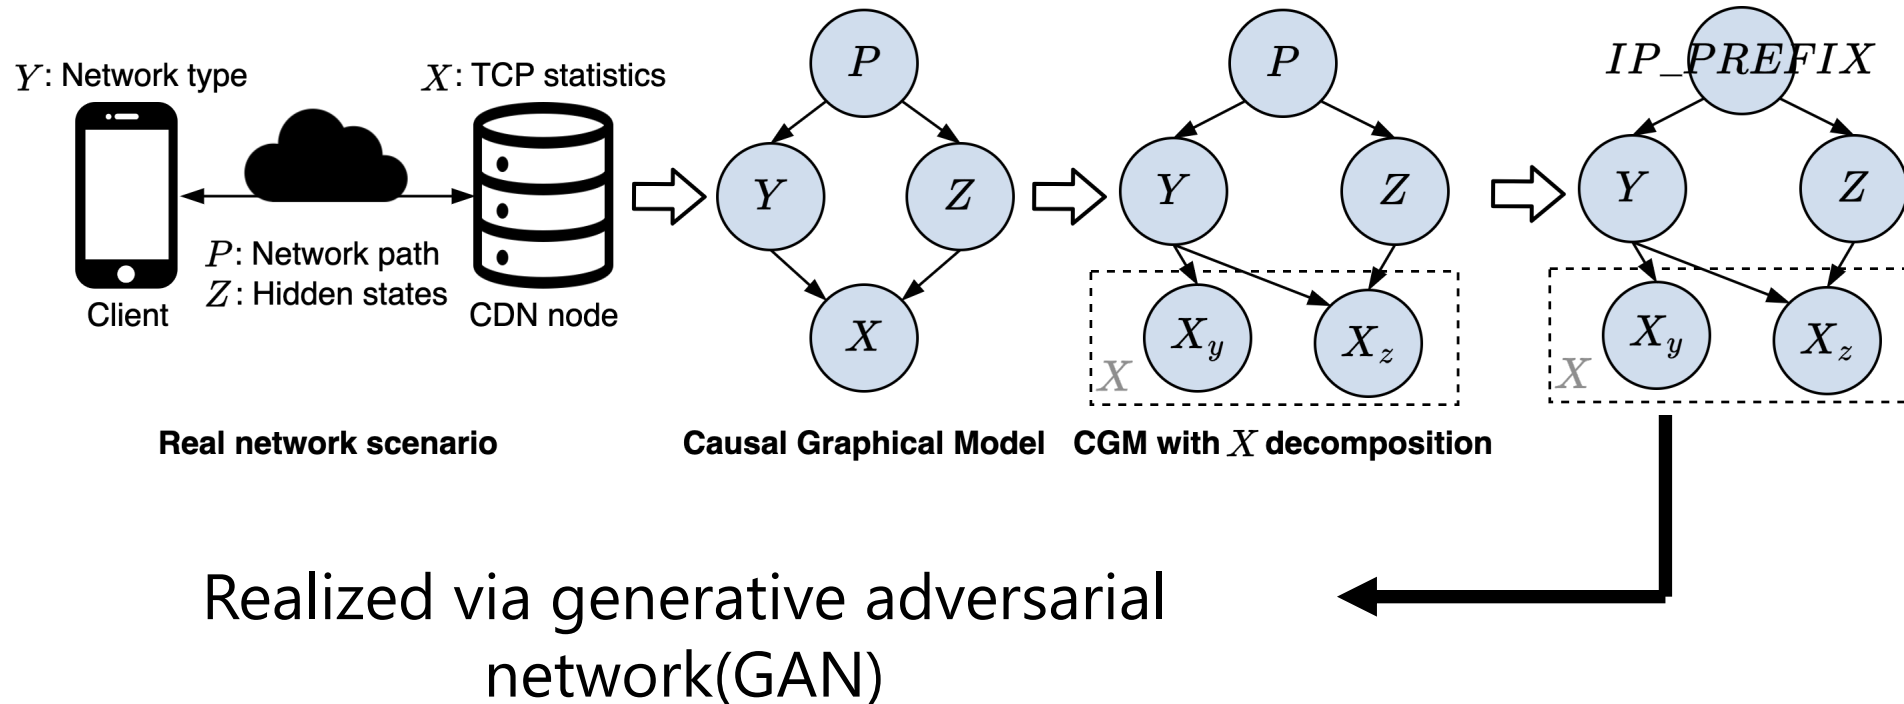 Y: Network type
X: TCP statistics
P: Network path
Z: Hidden states
Client
CDN node
Real network scenario
P
Y
Z
X
Causal Graphical Model
P
Y
Z
X_y
X_z
X
CGM with X decomposition
IP_PREFIX
Y
Z
X_y
X_z
X
Realized via generative adversarial
network(GAN)